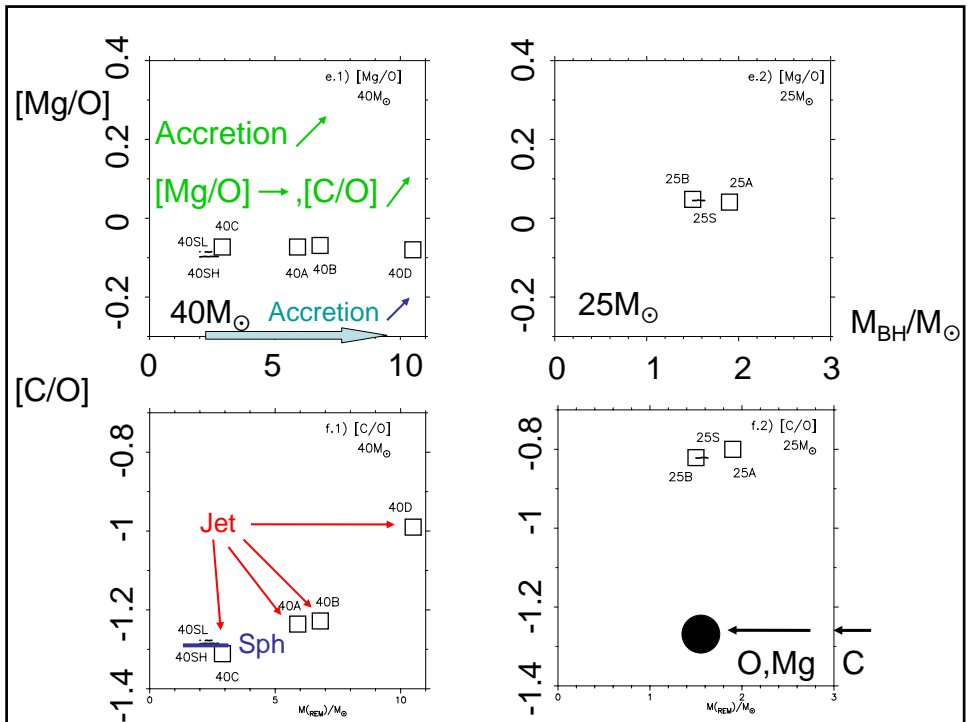 [Mg/O]
0.4
0.2
0
-0.2
e.1) [Mg/O]
40M☉
Accretion
[Mg/O] → ,[C/O]
40C
40SL
40SH
40A
40B
40D
40M☉
Accretion
0 5 10
0.4
0.2
0
-0.2
e.2) [Mg/O]
25M☉
25B
25A
25S
25M☉
0 1 2 3
M_BH/M☉
[C/O]
-0.8
-1
-1.2
-1.4
f.1) [C/O]
40M☉
40D
Jet
40A
40B
40SL
40SH
Sph
40C
0 5 10
M(REM)/M☉
-0.8
-1
-1.2
-1.4
f.2) [C/O]
25M☉
25S
25B
25A
O,Mg
C
0 1 2 3
M(REM)/M☉